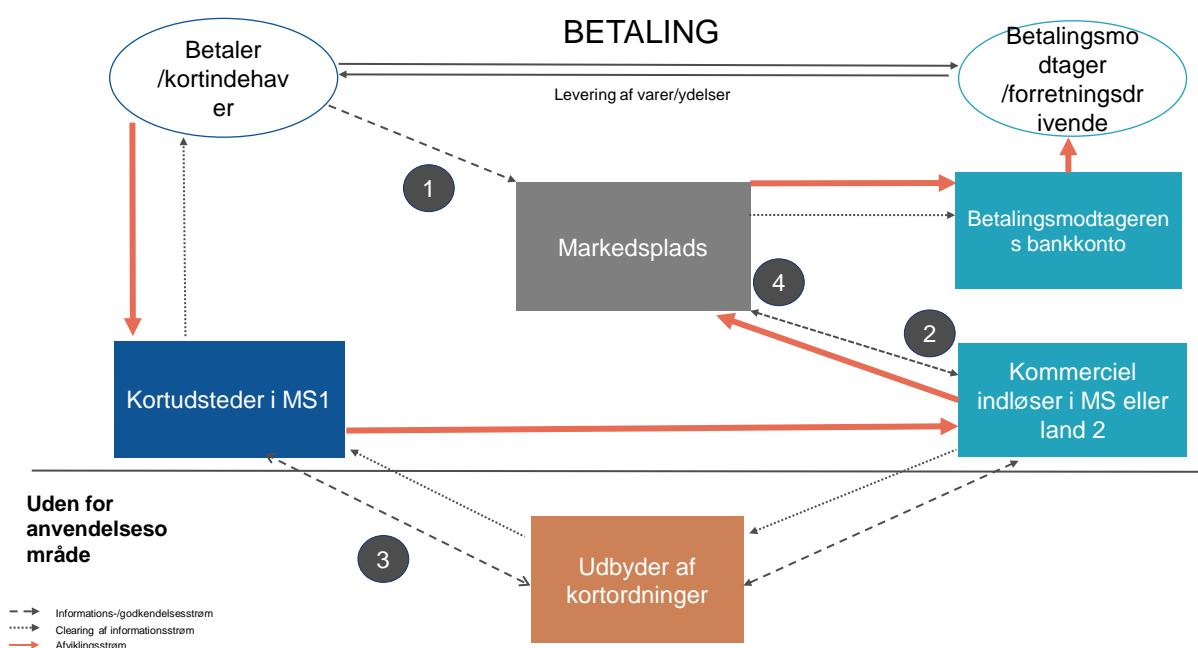 BETALING
Betaler
/kortindehav
er
Betalingsmo
dtager
/forretningsdr
ivende
Levering af varer/ydelser
1
Markedsplads
Betalingsmodtageren
s bankkonto
4
2
Kortudsteder i MS1
Kommerciel
indløser i MS eller
land 2
Uden for
anvendelseso
mråde
3
Udbyder af
kortordninger
Informations-/godkendelsesstrøm
Clearing af informationsstrøm
Afviklingsstrøm